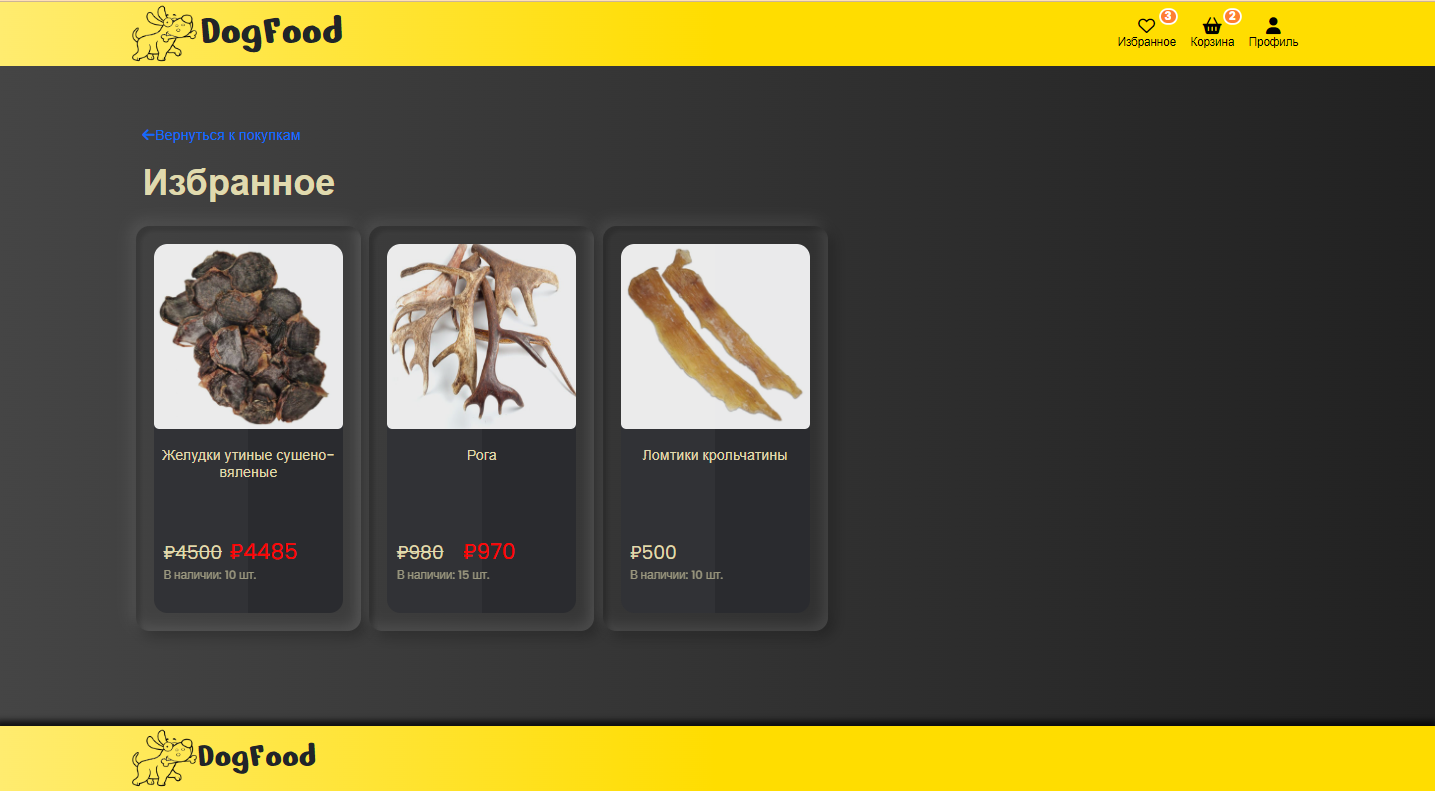 DogFood
3
2
Избранное
Корзина
Профиль
Вернуться к покупкам
Избранное
Желудки утиные сушено-
вяленые
₽4500 ₽4485
В наличии: 10 шт.
Рога
₽980 ₽970
В наличии: 15 шт.
Ломтики крольчатины
₽500
В наличии: 10 шт.
DogFood